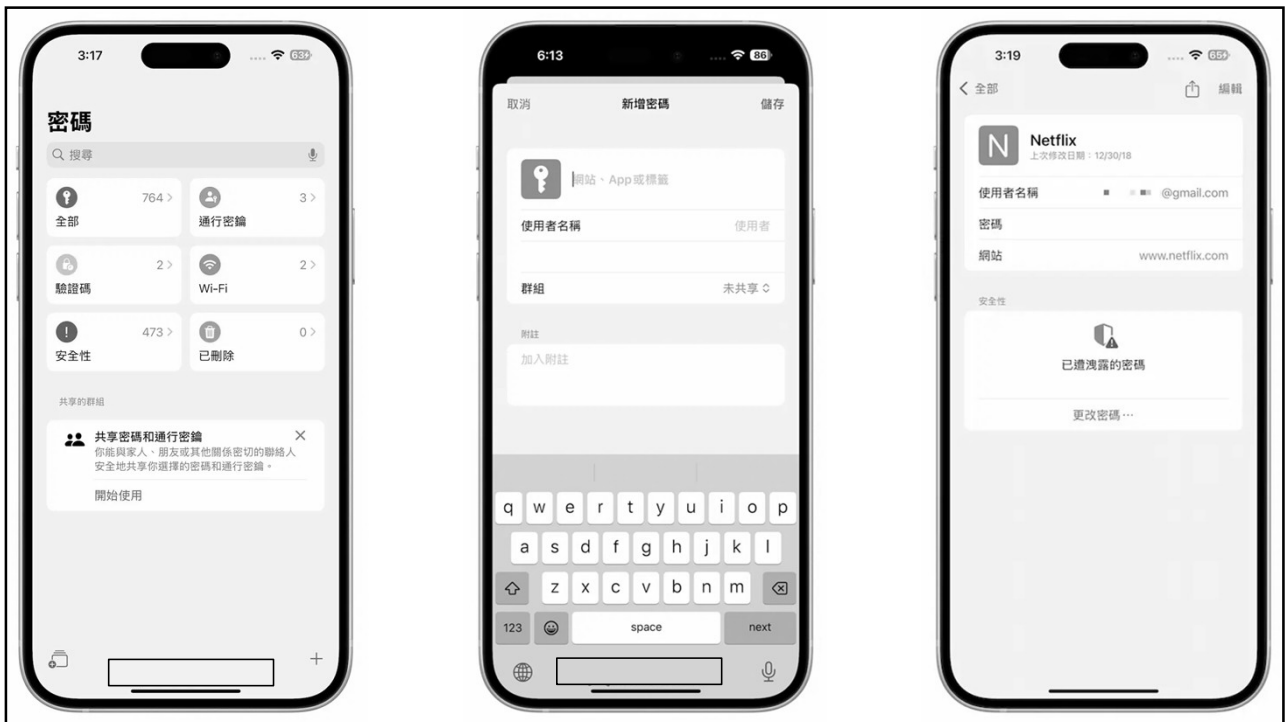 3:17
63
密碼
搜尋
764
全部
3
通行密鑰
2
驗證碼
2
Wi-Fi
473
安全性
0
已刪除
共享的群組
共享密碼和通行密鑰
你能與家人、朋友或其他關係密切的聯絡人
安全地共享你選擇的密碼和通行密鑰。
開始使用
6:13
86
取消
新增密碼
儲存
網站、App或標籤
使用者名稱
使用者
群組
未共享
附註
加入附註
q w e r t y u i o p
a s d f g h j k l
z x c v b n m
123
space
next
3:19
65
全部
編輯
N
Netflix
上次修改日期：12/30/18
使用者名稱
@gmail.com
密碼
網站
www.netflix.com
安全性
已遭洩露的密碼
更改密碼⋯